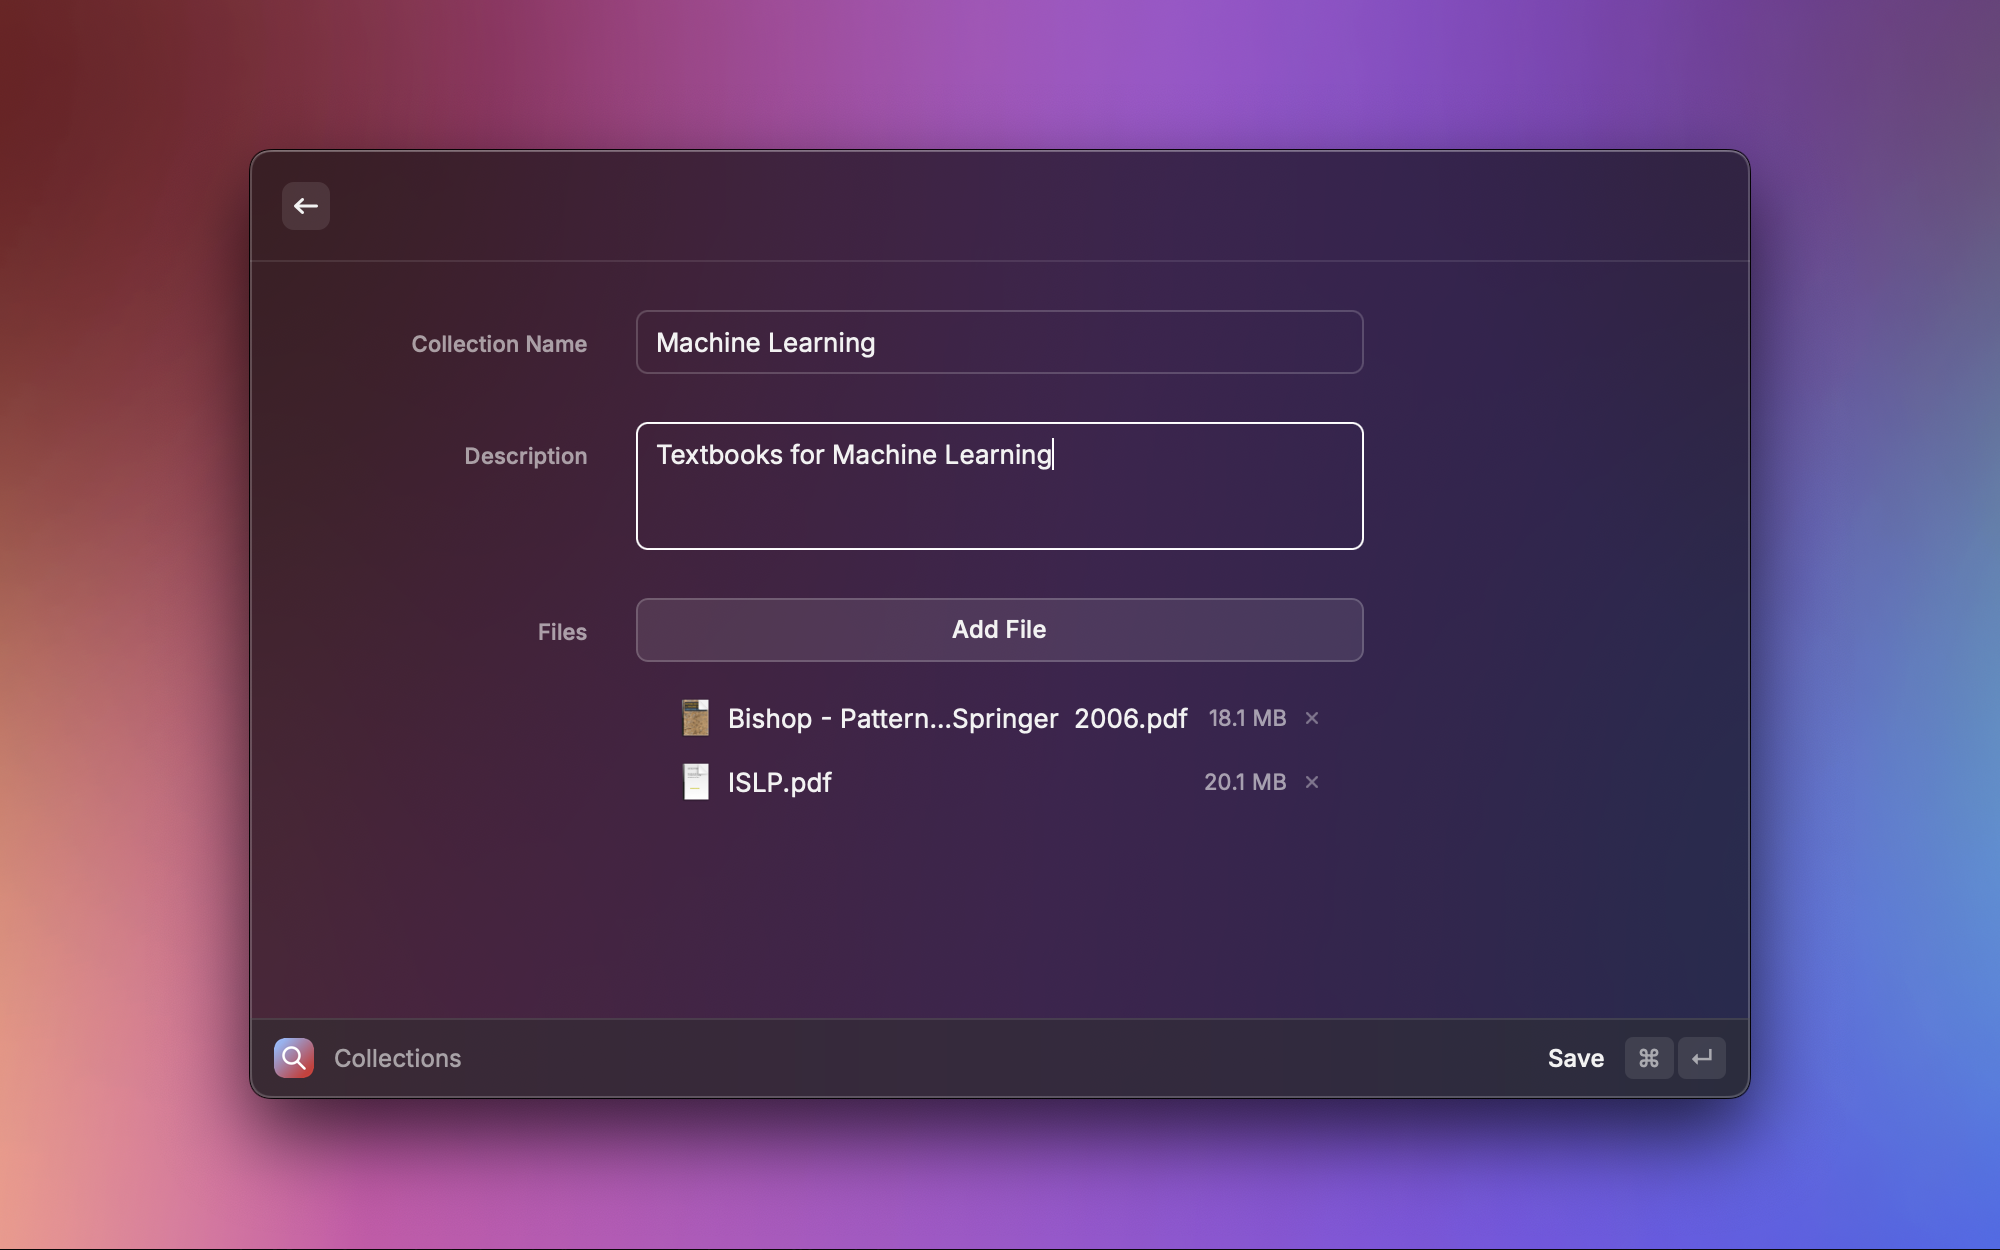 Collection Name
Machine Learning
Description
Textbooks for Machine Learning
Files
Add File
Bishop - Pattern...Springer  2006.pdf 18.1 MB ×
ISLP.pdf 20.1 MB ×
Collections
Save ⌘ ↵